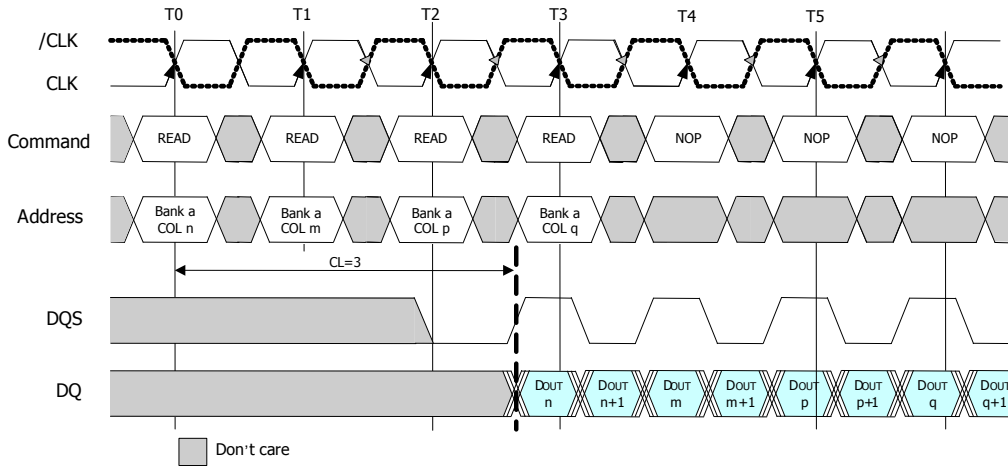 T0 T1 T2 T3 T4 T5
/CLK
CLK
Command READ READ READ READ NOP NOP NOP
Address Bank a COL n Bank a COL m Bank a COL p Bank a COL q
CL=3
DQS
DQ DOUT n DOUT n+1 DOUT m DOUT m+1 DOUT p DOUT p+1 DOUT q DOUT q+1
Don't care